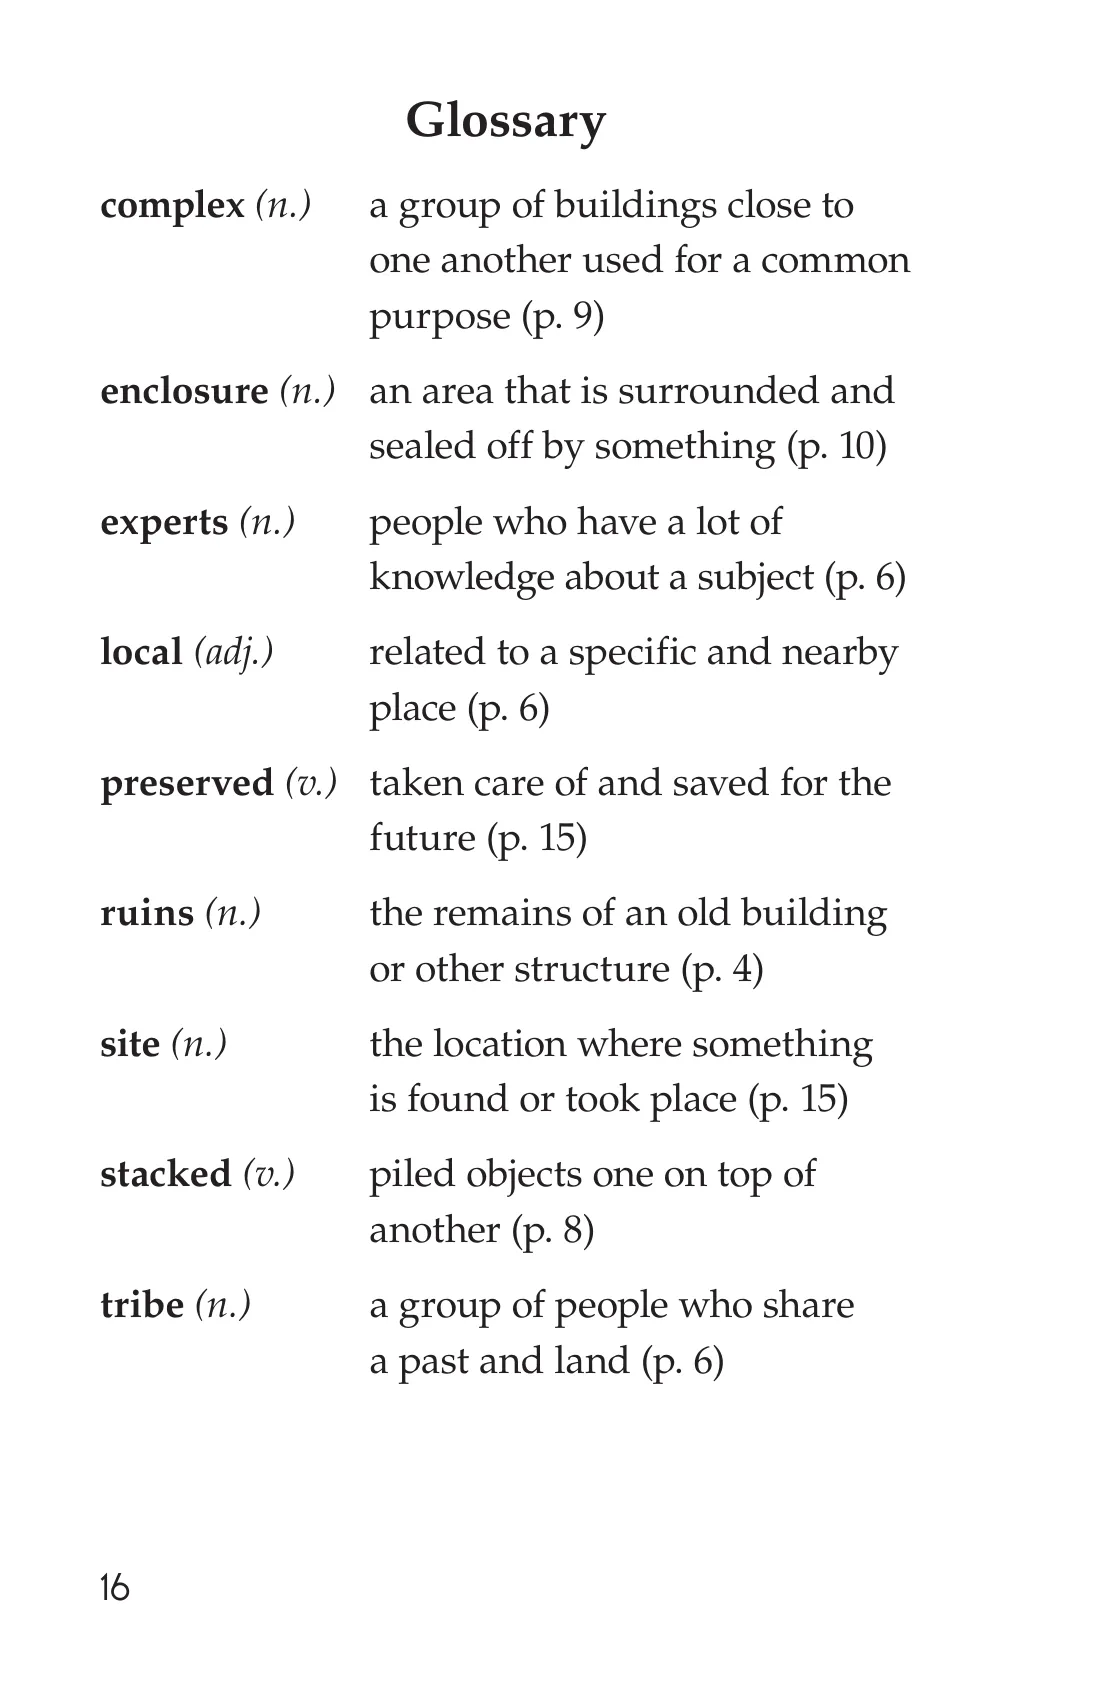 Glossary
complex (n.) a group of buildings close to
one another used for a common
purpose (p. 9)
enclosure (n.) an area that is surrounded and
sealed off by something (p. 10)
experts (n.) people who have a lot of
knowledge about a subject (p. 6)
local (adj.) related to a specific and nearby
place (p. 6)
preserved (v.) taken care of and saved for the
future (p. 15)
ruins (n.) the remains of an old building
or other structure (p. 4)
site (n.) the location where something
is found or took place (p. 15)
stacked (v.) piled objects one on top of
another (p. 8)
tribe (n.) a group of people who share
a past and land (p. 6)
16